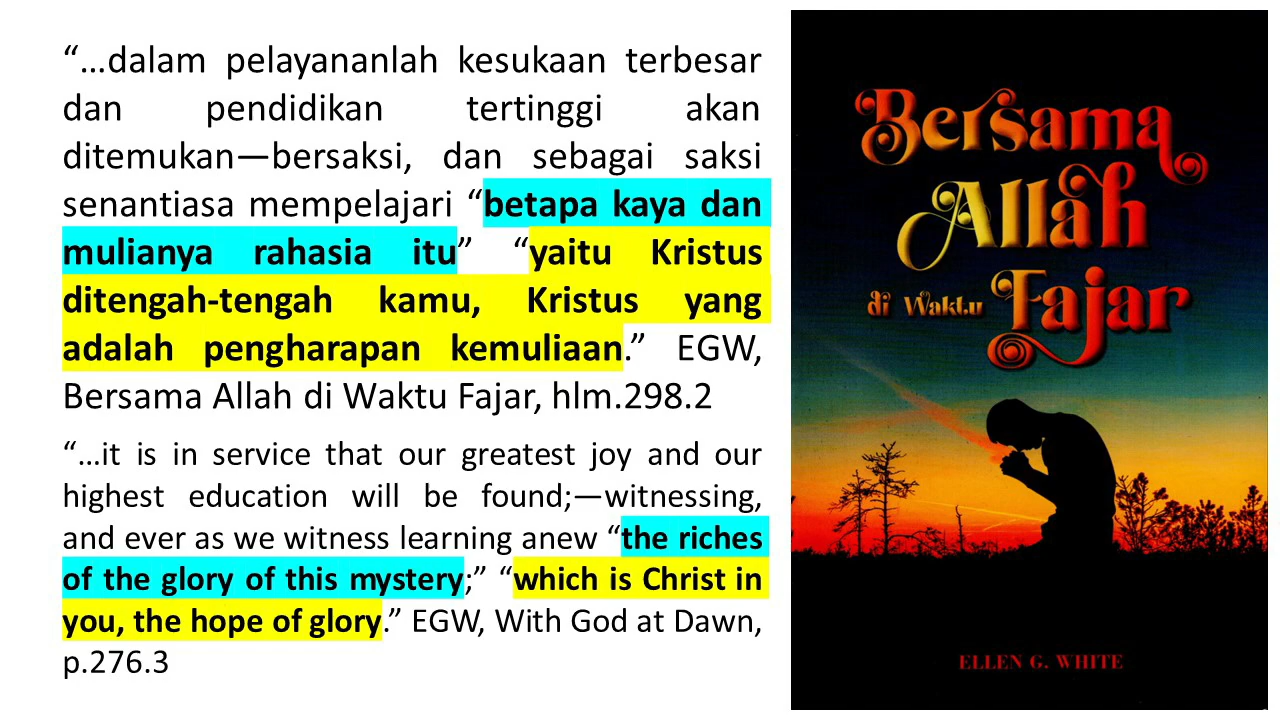 “…dalam pelayananlah kesukaan terbesar
dan pendidikan tertinggi akan
ditemukan—bersaksi, dan sebagai saksi
senantiasa mempelajari “betapa kaya dan
mulianya rahasia itu” “yaitu Kristus
ditengah-tengah kamu, Kristus yang
adalah pengharapan kemuliaan.” EGW,
Bersama Allah di Waktu Fajar, hlm.298.2
“…it is in service that our greatest joy and our
highest education will be found;—witnessing,
and ever as we witness learning anew “the riches
of the glory of this mystery;” “which is Christ in
you, the hope of glory.” EGW, With God at Dawn,
p.276.3
Bersama
Allah
di Waktu Fajar
ELLEN G. WHITE